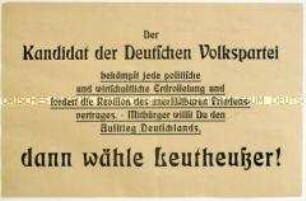 Der
Kandidat der Deutschen Volkspartei
bekämpft jede politische
und wirtschaftliche Erdrosselung und
fordert die Revision des unerfüllbaren Friedens-
vertrages. - Mitbürger willst Du den
Aufstieg Deutschlands,
dann wähle Leutheußer!